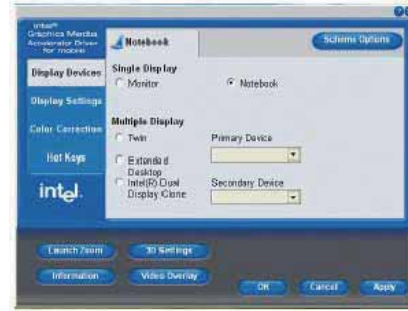 intel®
Graphics Media
Accelerator Driver
for mobile
Notebook
Scheme Options
Display Devices
Display Settings
Color Correction
Hot Keys
intel.
Single Display
Monitor
Notebook
Multiple Display
Twin
Primary Device
Extended
Desktop
Intel(R) Dual
Display Clone
Secondary Device
Launch Zoom
3D Settings
Information
Video Overlay
OK
Cancel
Apply